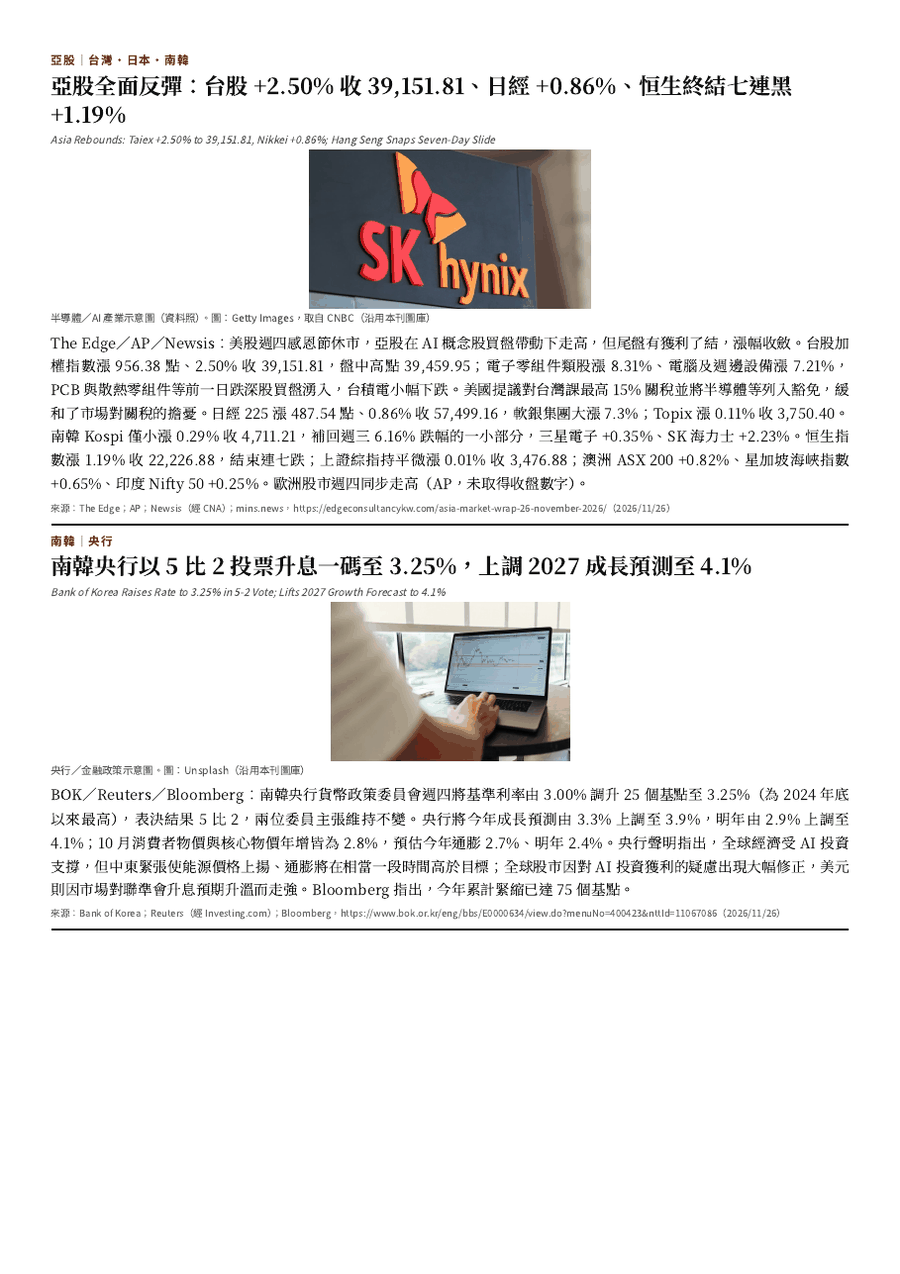 亞股｜台灣・日本・南韓
亞股全面反彈：台股 +2.50% 收 39,151.81、日經 +0.86%、恒生終結七連黑
+1.19%
Asia Rebounds: Taiex +2.50% to 39,151.81, Nikkei +0.86%; Hang Seng Snaps Seven-Day Slide
SK hynix
半導體／AI 產業示意圖（資料照）。圖：Getty Images，取自 CNBC（沿用本刊圖庫）
The Edge／AP／Newsis：美股週四感恩節休市，亞股在 AI 概念股買盤帶動下走高，但尾盤有獲利了結，漲幅收斂。台股加
權指數漲 956.38 點、2.50% 收 39,151.81，盤中高點 39,459.95；電子零組件類股漲 8.31%、電腦及週邊設備漲 7.21%，
PCB 與散熱零組件等前一日跌深股買盤湧入，台積電小幅下跌。美國提議對台灣課最高 15% 關稅並將半導體等列入豁免，緩
和了市場對關稅的擔憂。日經 225 漲 487.54 點、0.86% 收 57,499.16，軟銀集團大漲 7.3%；Topix 漲 0.11% 收 3,750.40。
南韓 Kospi 僅小漲 0.29% 收 4,711.21，補回週三 6.16% 跌幅的一小部分，三星電子 +0.35%、SK 海力士 +2.23%。恒生指
數漲 1.19% 收 22,226.88，結束連七跌；上證綜指持平微漲 0.01% 收 3,476.88；澳洲 ASX 200 +0.82%、星加坡海峽指數
+0.65%、印度 Nifty 50 +0.25%。歐洲股市週四同步走高（AP，未取得收盤數字）。
來源：The Edge；AP；Newsis（經 CNA）；mins.news，https://edgeconsultancykw.com/asia-market-wrap-26-november-2026/（2026/11/26）
南韓｜央行
南韓央行以 5 比 2 投票升息一碼至 3.25%，上調 2027 成長預測至 4.1%
Bank of Korea Raises Rate to 3.25% in 5-2 Vote; Lifts 2027 Growth Forecast to 4.1%
央行／金融政策示意圖。圖：Unsplash（沿用本刊圖庫）
BOK／Reuters／Bloomberg：南韓央行貨幣政策委員會週四將基準利率由 3.00% 調升 25 個基點至 3.25%（為 2024 年底
以來最高），表決結果 5 比 2，兩位委員主張維持不變。央行將今年成長預測由 3.3% 上調至 3.9%，明年由 2.9% 上調至
4.1%；10 月消費者物價與核心物價年增皆為 2.8%，預估今年通膨 2.7%、明年 2.4%。央行聲明指出，全球經濟受 AI 投資
支撐，但中東緊張使能源價格上揚、通膨將在相當一段時間高於目標；全球股市因對 AI 投資獲利的疑慮出現大幅修正，美元
則因市場對聯準會升息預期升溫而走強。Bloomberg 指出，今年累計緊縮已達 75 個基點。
來源：Bank of Korea；Reuters（經 Investing.com）；Bloomberg，https://www.bok.or.kr/eng/bbs/E0000634/view.do?menuNo=400423&nttId=11067086（2026/11/26）